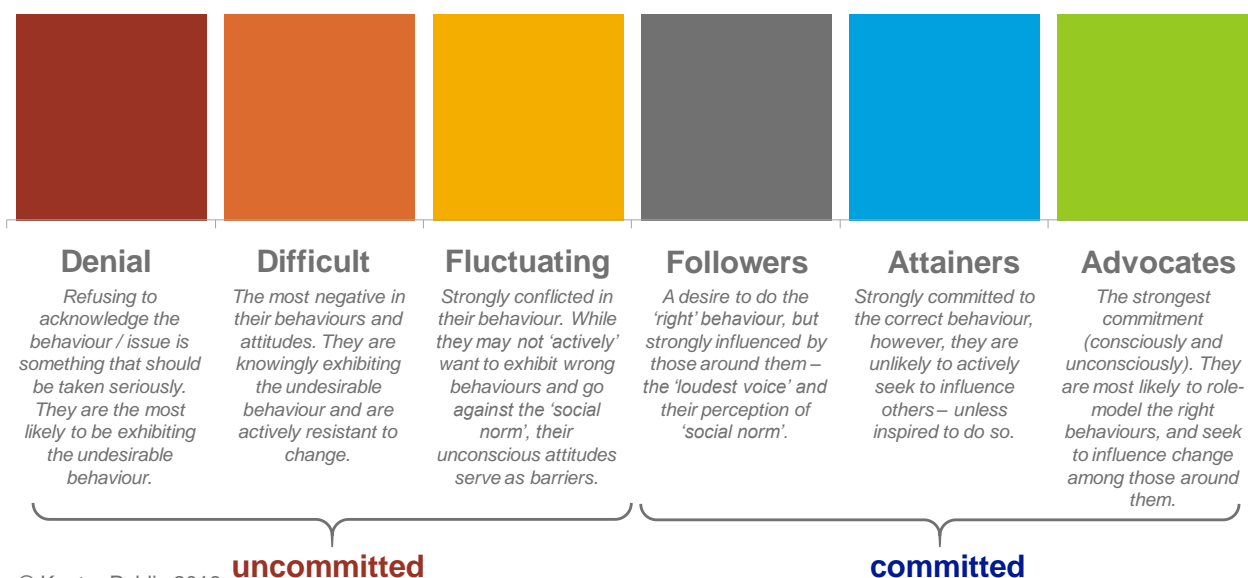 Denial
Refusing to
acknowledge the
behaviour / issue is
something that should
be taken seriously.
They are the most
likely to be exhibiting
the undesirable
behaviour.
Difficult
The most negative in
their behaviours and
attitudes. They are
knowingly exhibiting
the undesirable
behaviour and are
actively resistant to
change.
Fluctuating
Strongly conflicted in
their behaviour. While
they may not ‘actively’
want to exhibit wrong
behaviours and go
against the ‘social
norm’, their
unconscious attitudes
serve as barriers.
Followers
A desire to do the
‘right’ behaviour, but
strongly influenced by
those around them –
the ‘loudest voice’ and
their perception of
‘social norm’.
Attainers
Strongly committed to
the correct behaviour,
however, they are
unlikely to actively
seek to influence
others – unless
inspired to do so.
Advocates
The strongest
commitment
(consciously and
unconsciously). They
are most likely to role-
model the right
behaviours, and seek
to influence change
among those around
them.
uncommitted
committed